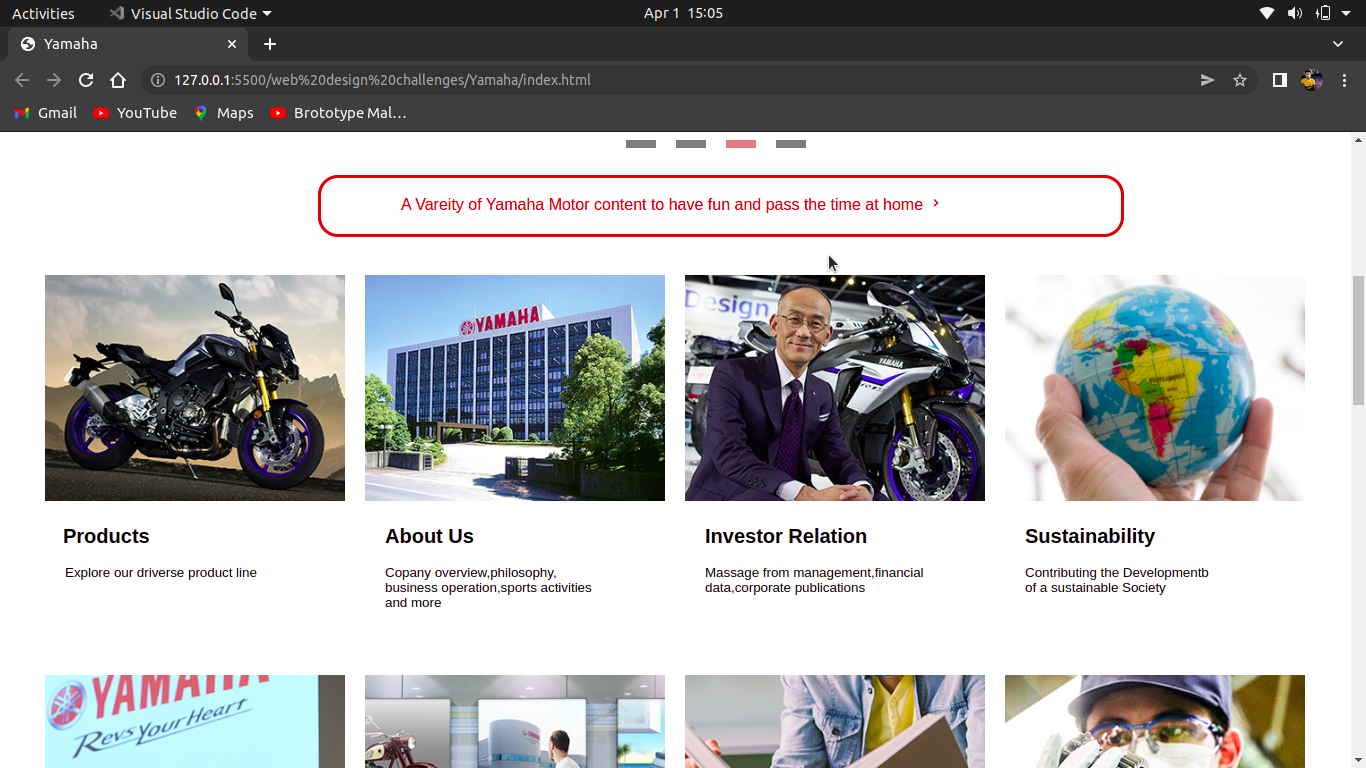 Activities
Visual Studio Code
Apr 1 15:05
Yamaha
127.0.0.1:5500/web%20design%20challenges/Yamaha/index.html
Gmail
YouTube
Maps
Brototype Mal…
A Vareity of Yamaha Motor content to have fun and pass the time at home
YAMAHA
Design
YAMAHA
Products
About Us
Investor Relation
Sustainability
Explore our driverse product line
Copany overview,philosophy,
business operation,sports activities
and more
Massage from management,financial
data,corporate publications
Contributing the Developmentb
of a sustainable Society
YAMAHA
Revs Your Heart